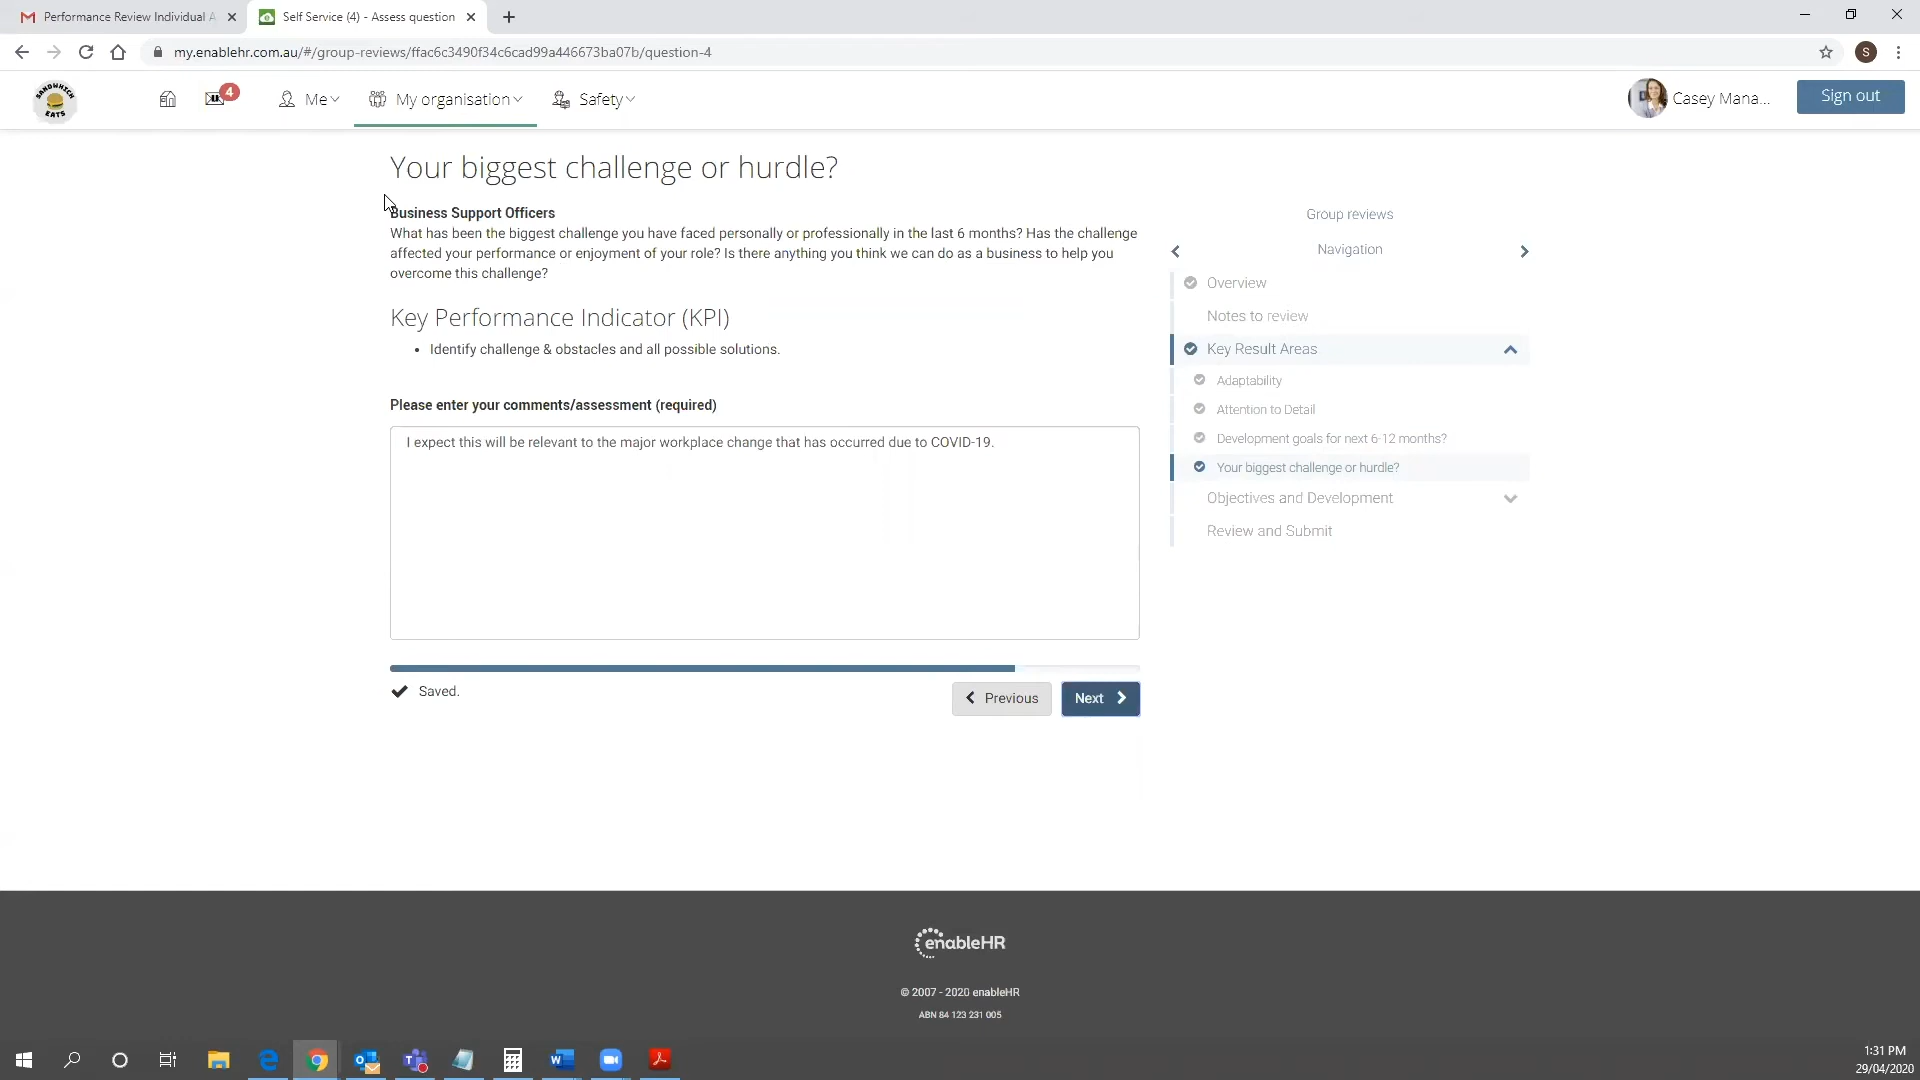 Performance Review Individual A
Self Service (4) - Assess question
my.enablehr.com.au/#/group-reviews/ffac6c3490f34c6cad99a446673ba07b/question-4
S
SANDWHICH
EATS
4
Me
My organisation
Safety
Casey Mana...
Sign out
Your biggest challenge or hurdle?
Business Support Officers
What has been the biggest challenge you have faced personally or professionally in the last 6 months? Has the challenge
affected your performance or enjoyment of your role? Is there anything you think we can do as a business to help you
overcome this challenge?
Key Performance Indicator (KPI)
• Identify challenge & obstacles and all possible solutions.
Please enter your comments/assessment (required)
I expect this will be relevant to the major workplace change that has occurred due to COVID-19.
Saved.
Previous
Next
Group reviews
Navigation
Overview
Notes to review
Key Result Areas
Adaptability
Attention to Detail
Development goals for next 6-12 months?
Your biggest challenge or hurdle?
Objectives and Development
Review and Submit
enableHR
© 2007 - 2020 enableHR
ABN 84 123 231 005
1:31 PM
29/04/2020